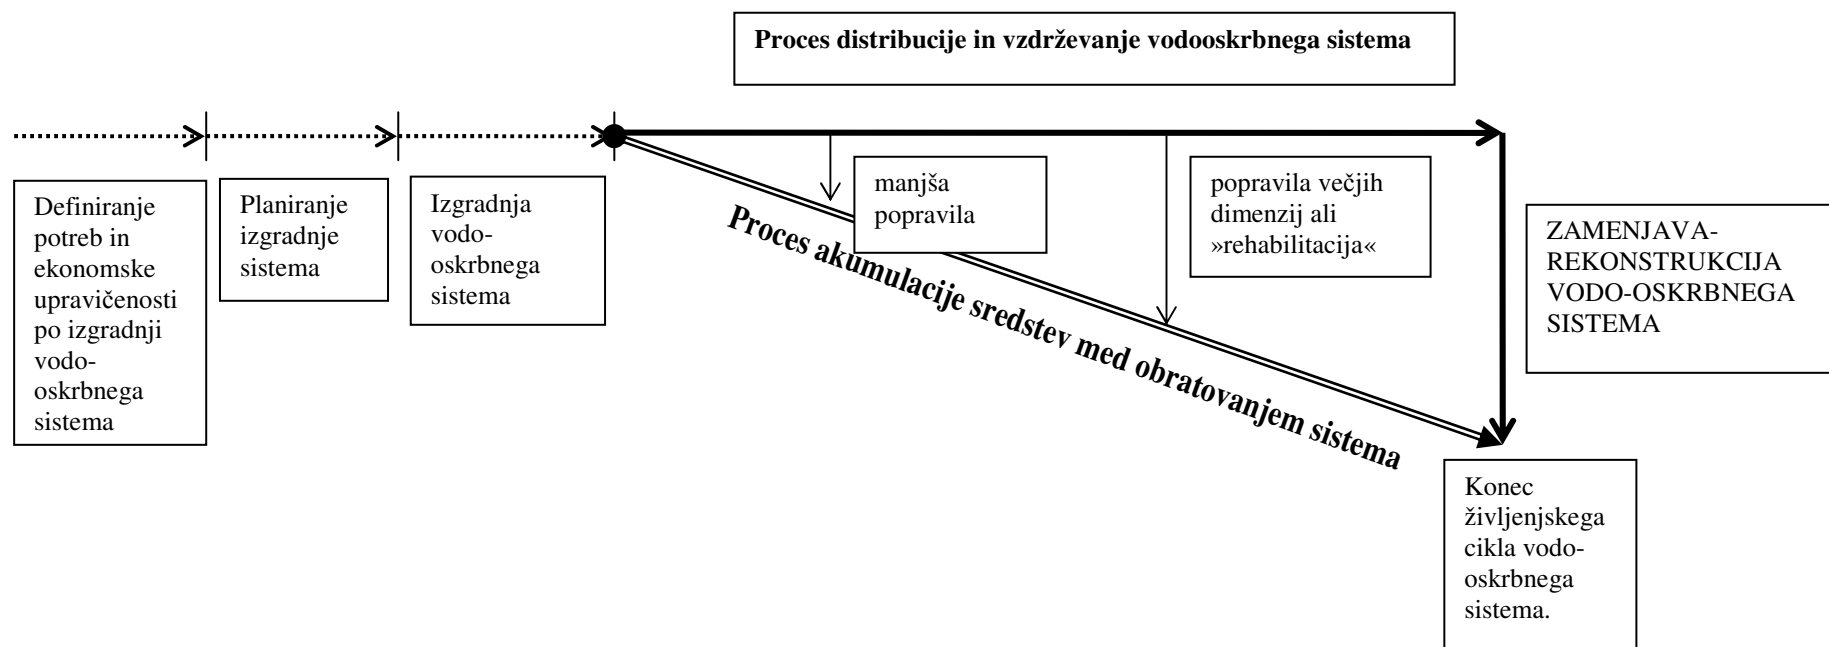 Proces distribucije in vzdrževanje vodooskrbnega sistema
Definiranje
potreb in
ekonomske
upravičenosti
po izgradnji
vodo-
oskrbnega
sistema
Planiranje
izgradnje
sistema
Izgradnja
vodo-
oskrbnega
sistema
manjša
popravila
popravila večjih
dimenzij ali
»rehabilitacija«
Proces akumulacije sredstev med obratovanjem sistema
ZAMENJAVA-
REKONSTRUKCIJA
VODO-OSKRBNEGA
SISTEMA
Konec
življenjskega
cikla vodo-
oskrbnega
sistema.